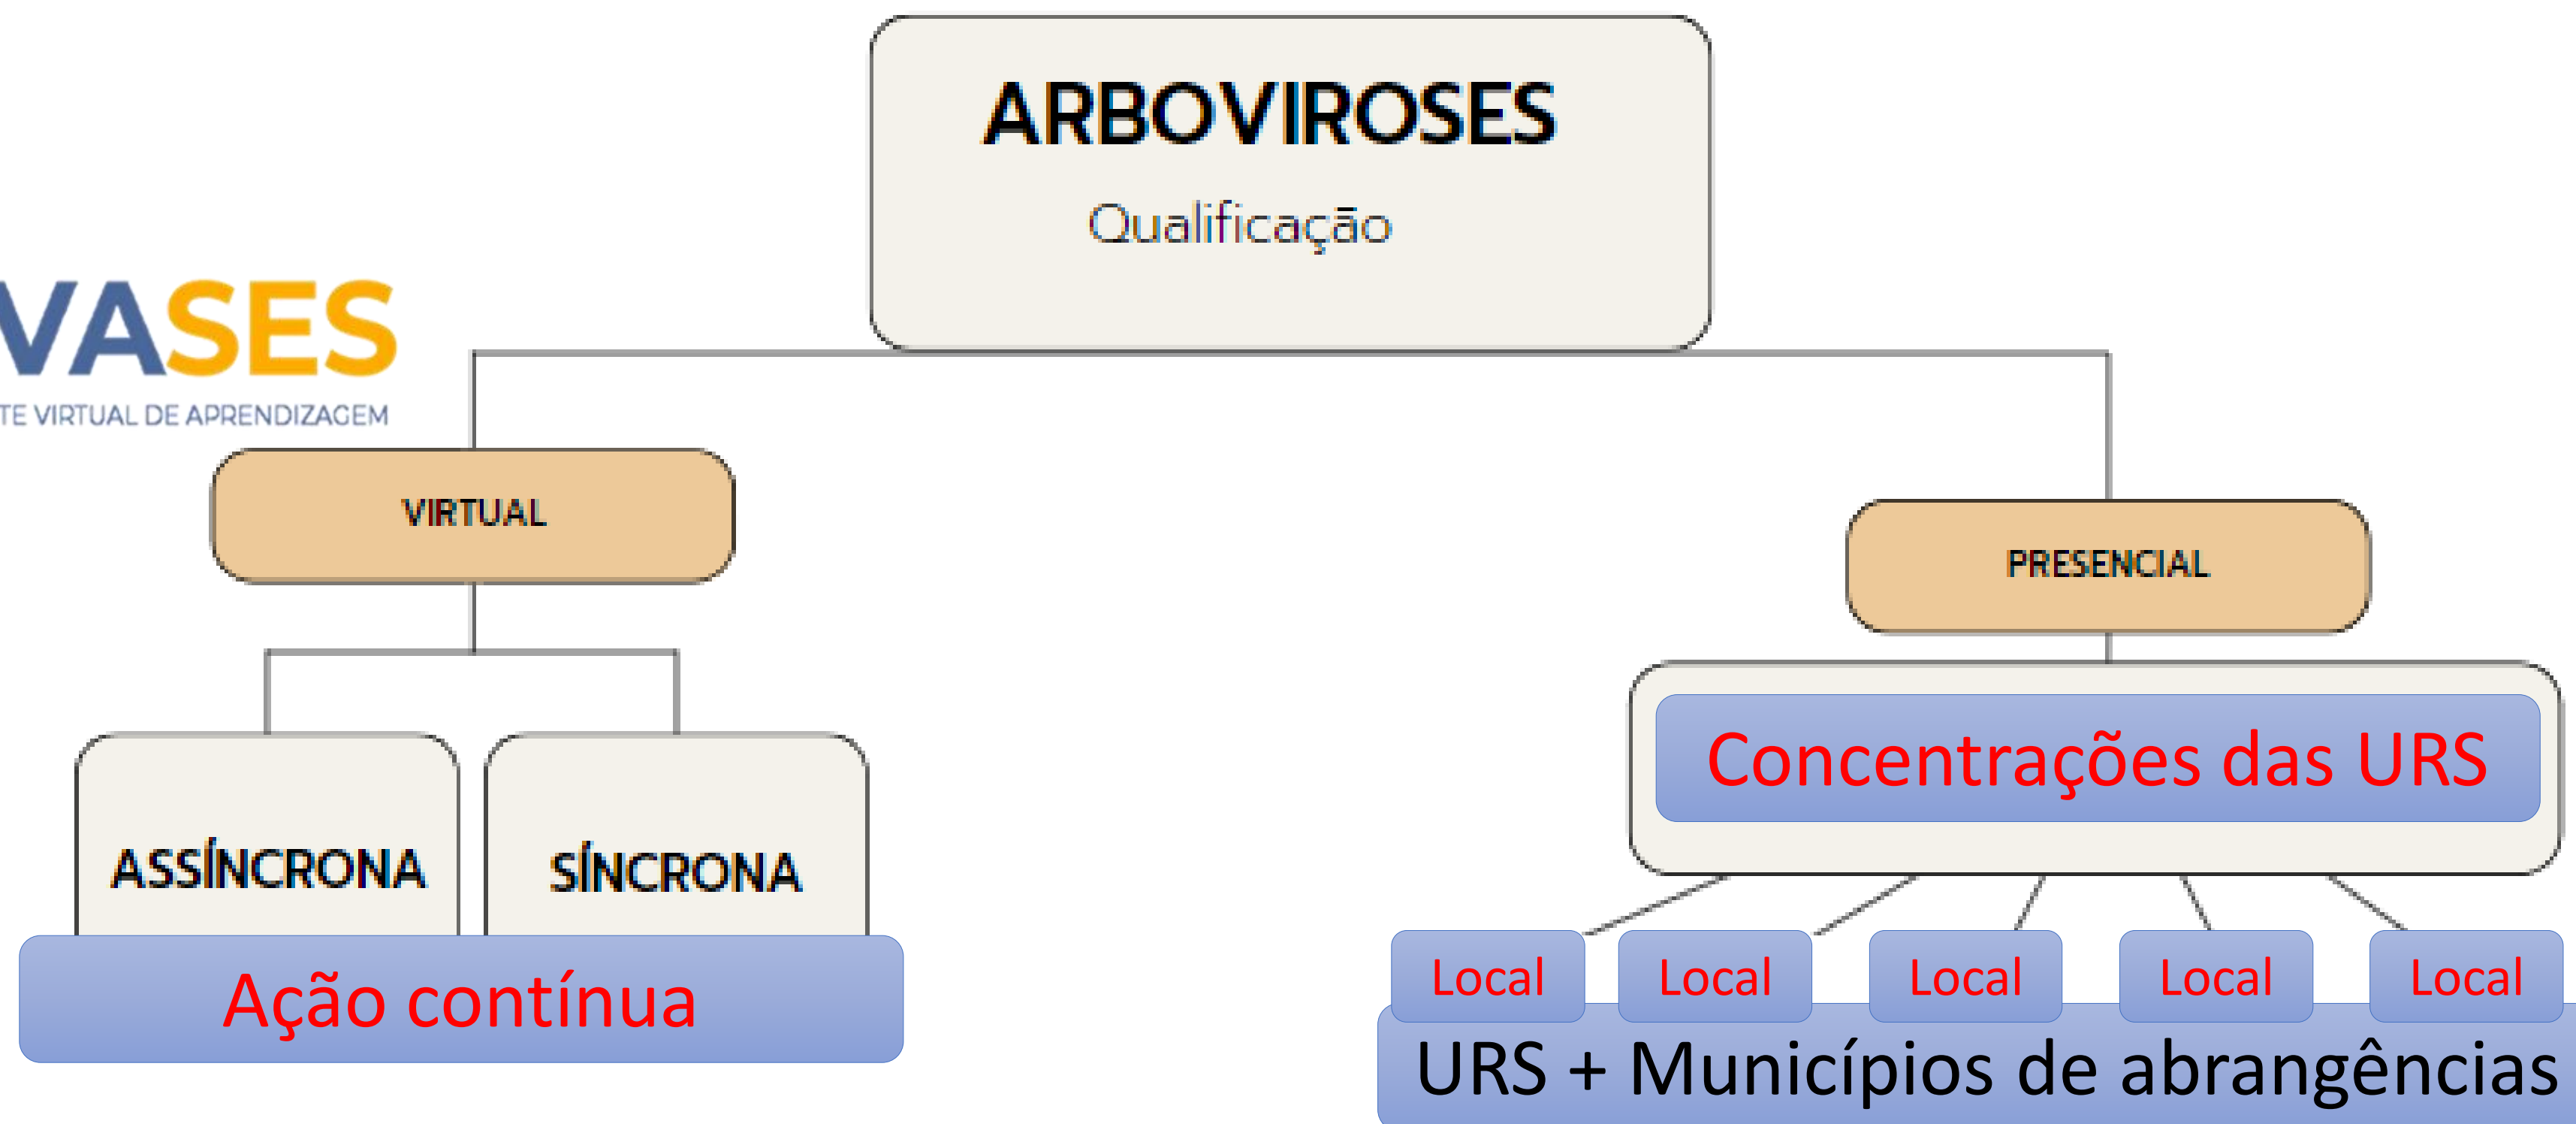 ARBOVIROSES
Qualificação
VASES
TE VIRTUAL DE APRENDIZAGEM
VIRTUAL
PRESENCIAL
ASSÍNCRONA
SÍNCRONA
Ação contínua
Concentrações das URS
Local
Local
Local
Local
Local
URS + Municípios de abrangências